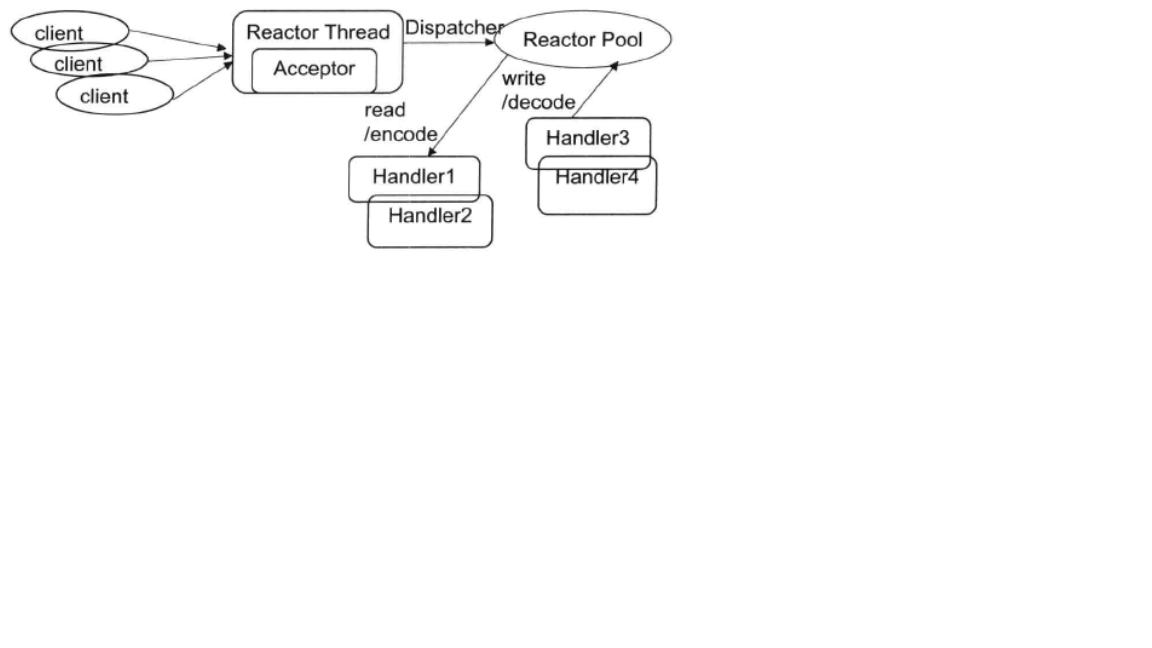 client
client
client
Reactor Thread
Acceptor
Dispatcher
Reactor Pool
read
/encode
write
/decode
Handler1
Handler2
Handler3
Handler4